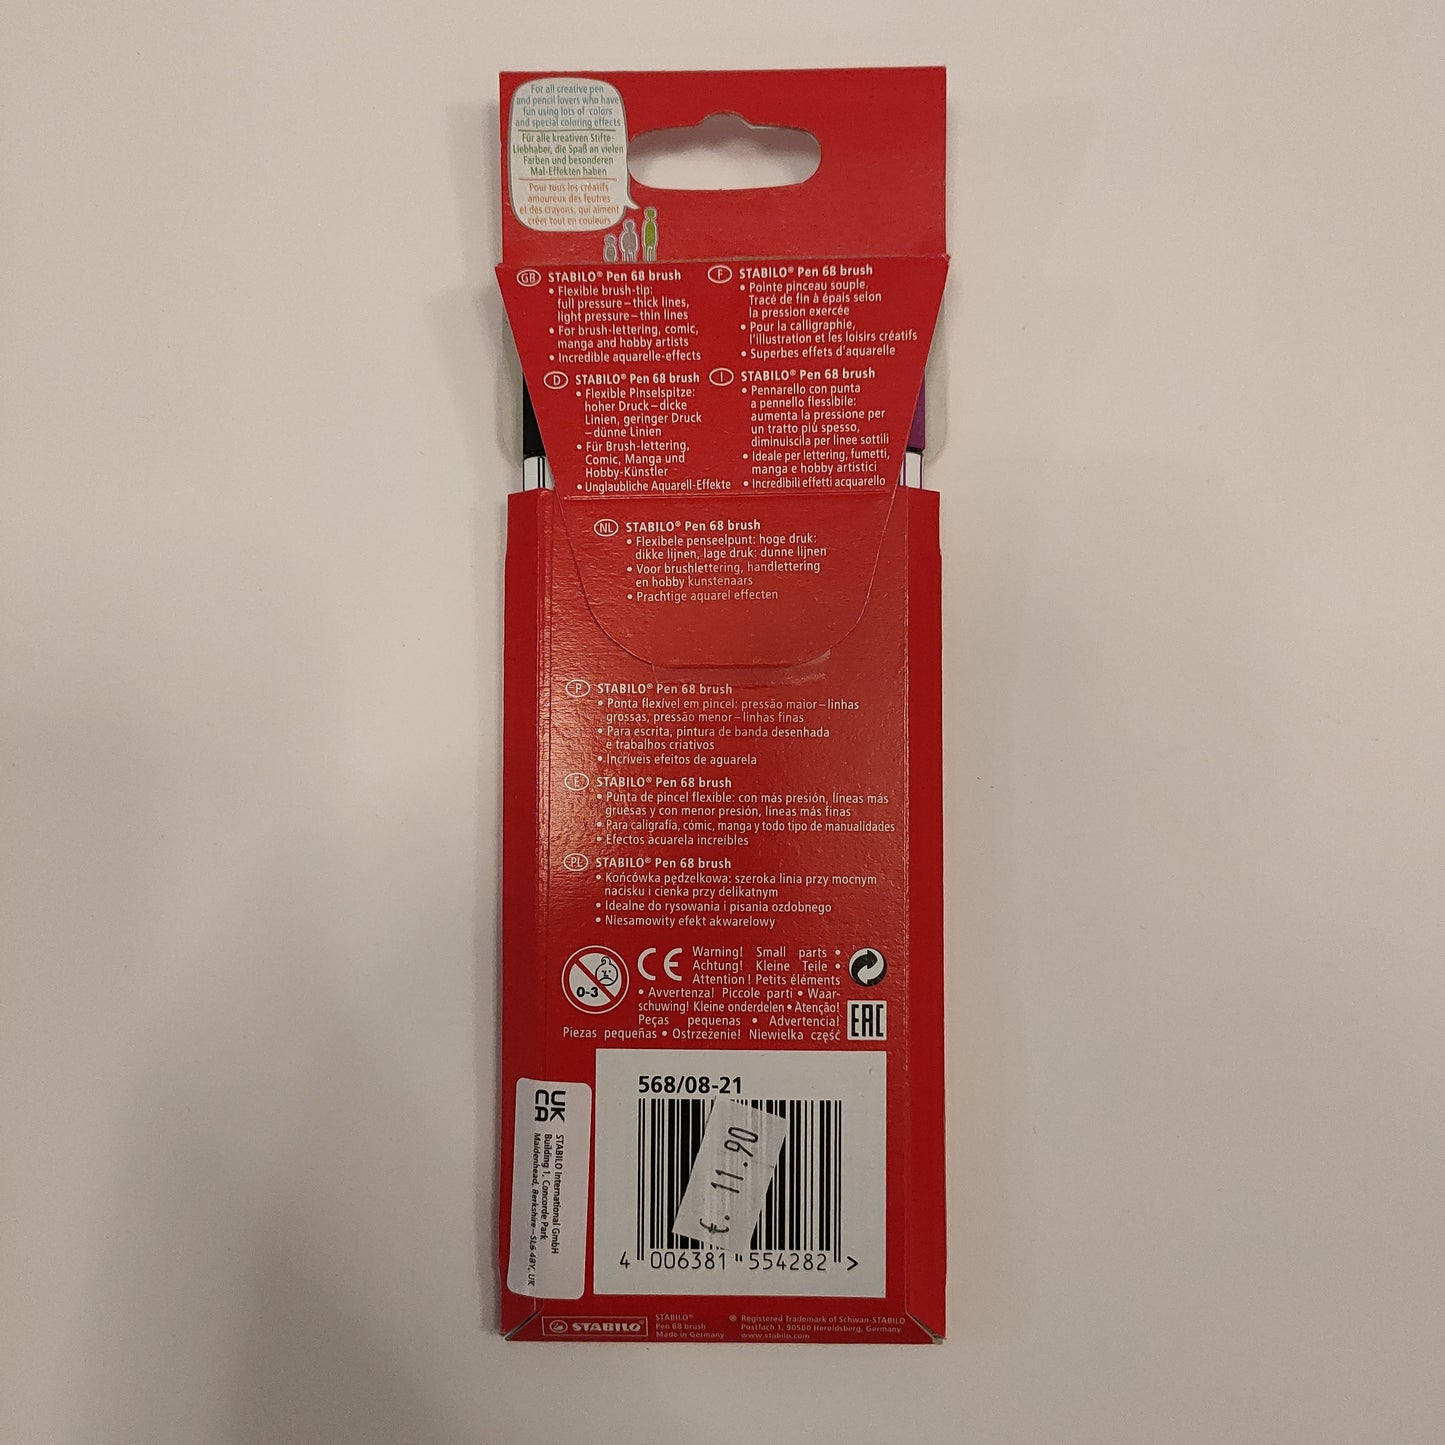 For all creative pen
and pencil lovers who have
fun using lots of colors
and special coloring effects
Für alle kreativen Stifte-
Liebhaber, die Spaß an vielen
Farben und besonderen
Mal-Effekten haben
Pour tous les créatifs
amoureux des feutres
et des crayons, qui aiment
créer tout en couleurs
GB STABILO® Pen 68 brush
• Flexible brush-tip:
full pressure – thick lines,
light pressure – thin lines
• For brush-lettering, comic,
manga and hobby artists
• Incredible aquarelle-effects
F STABILO® Pen 68 brush
• Pointe pinceau souple.
Tracé de fin à épais selon
la pression exercée
• Pour la calligraphie,
l'illustration et les loisirs créatifs
• Superbes effets d'aquarelle
D STABILO® Pen 68 brush
• Flexible Pinselspitze:
hoher Druck – dicke
Linien, geringer Druck
– dünne Linien
• Für Brush-lettering,
Comic, Manga und
Hobby-Künstler
• Unglaubliche Aquarell-Effekte
I STABILO® Pen 68 brush
• Pennarello con punta
a pennello flessibile:
aumenta la pressione per
un tratto più spesso,
diminuiscila per linee sottili
• Ideale per lettering, fumetti,
manga e hobby artistici
• Incredibili effetti acquarello
NL STABILO® Pen 68 brush
• Flexibele penseelpunt: hoge druk:
dikke lijnen, lage druk: dunne lijnen
• Voor brushlettering, handlettering
en hobby kunstenaars
• Prachtige aquarel effecten
P STABILO® Pen 68 brush
• Ponta flexível em pincel: pressão maior – linhas
grossas, pressão menor – linhas finas
• Para escrita, pintura de banda desenhada
e trabalhos criativos
• Incríveis efeitos de aguarela
E STABILO® Pen 68 brush
• Punta de pincel flexible: con más presión, líneas más
gruesas y con menor presión, líneas más finas
• Para caligrafía, cómic, manga y todo tipo de manualidades
• Efectos acuarela increíbles
PL STABILO® Pen 68 brush
• Końcówka pędzelkowa: szeroka linia przy mocnym
nacisku i cienka przy delikatnym
• Idealne do rysowania i pisania ozdobnego
• Niesamowity efekt akwarelowy
0-3
CE
Warning! Small parts •
Achtung! Kleine Teile •
Attention ! Petits éléments
• Avvertenza! Piccole parti • Waar-
schuwing! Kleine onderdelen • Atenção!
Peças pequenas • Advertencia!
Piezas pequeñas • Ostrzeżenie! Niewielka część
EAC
568/08-21
€. 11.90
4 006381 554282 >
UK
CA
STABILO International GmbH
Building 1, Concorde Park
Maidenhead, Berkshire – SL6 4BY, UK
STABILO
STABILO®
Pen 68 brush
Made in Germany
® Registered Trademark of Schwan-STABILO
Postfach 1. 90560 Heroldsberg, Germany
www.stabilo.com